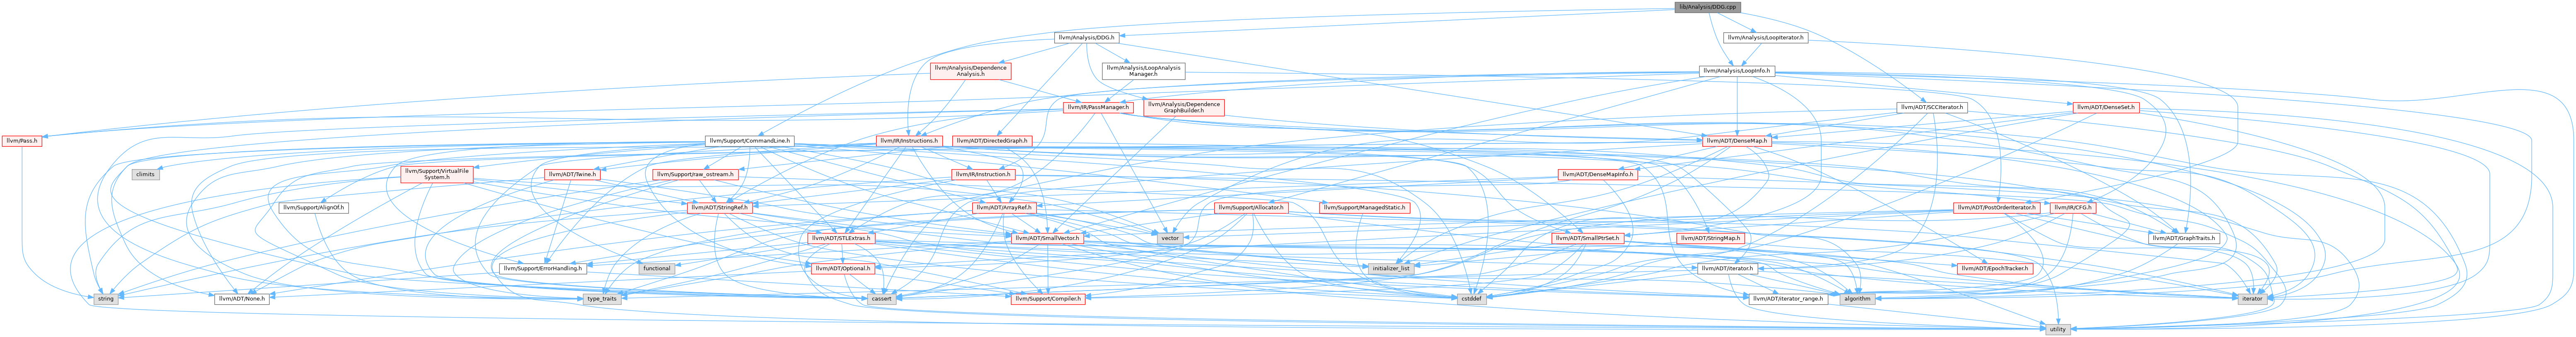 lib/Analysis/DDG.cpp
llvm/Analysis/DDG.h
llvm/Analysis/LoopIterator.h
llvm/Analysis/Dependence
Analysis.h
llvm/Analysis/LoopAnalysis
Manager.h
llvm/Analysis/LoopInfo.h
llvm/IR/PassManager.h
llvm/Analysis/Dependence
GraphBuilder.h
llvm/ADT/SCCIterator.h
llvm/ADT/DenseSet.h
llvm/Pass.h
llvm/Support/CommandLine.h
llvm/IR/Instructions.h
llvm/ADT/DirectedGraph.h
llvm/ADT/DenseMap.h
climits
llvm/Support/VirtualFile
System.h
llvm/ADT/Twine.h
llvm/Support/raw_ostream.h
llvm/IR/Instruction.h
llvm/ADT/DenseMapInfo.h
llvm/Support/AlignOf.h
llvm/ADT/StringRef.h
llvm/ADT/ArrayRef.h
llvm/Support/Allocator.h
llvm/Support/ManagedStatic.h
llvm/ADT/PostOrderIterator.h
llvm/IR/CFG.h
llvm/ADT/STLExtras.h
llvm/ADT/SmallVector.h
vector
llvm/ADT/SmallPtrSet.h
llvm/ADT/StringMap.h
llvm/ADT/GraphTraits.h
llvm/Support/ErrorHandling.h
functional
llvm/ADT/Optional.h
initializer_list
llvm/ADT/iterator.h
llvm/ADT/EpochTracker.h
string
llvm/ADT/None.h
type_traits
cassert
llvm/Support/Compiler.h
cstddef
llvm/ADT/iterator_range.h
algorithm
iterator
utility